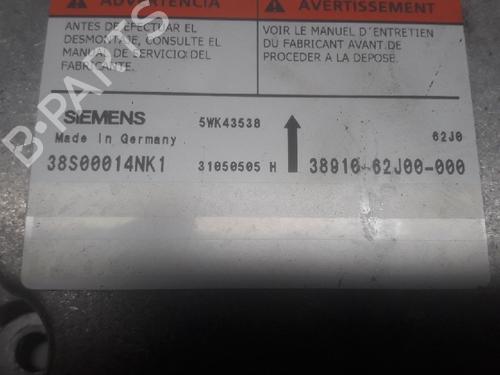 ADVERTENCIA
ANTES DE EFECTUAR EL
DESMONTAJE, CONSULTE EL
MANUAL DE SERVICIO DEL
FABRICANTE.
AVERTISSEMENT
VOIR LE MANUEL D'ENTRETIEN
DU FABRICANT AVANT DE
PROCEDER A LA DEPOSE.
B-PARTS
SIEMENS
5WK43538
62J0
Made in Germany
38S00014NK1
31050505 H
38910-62J00-000